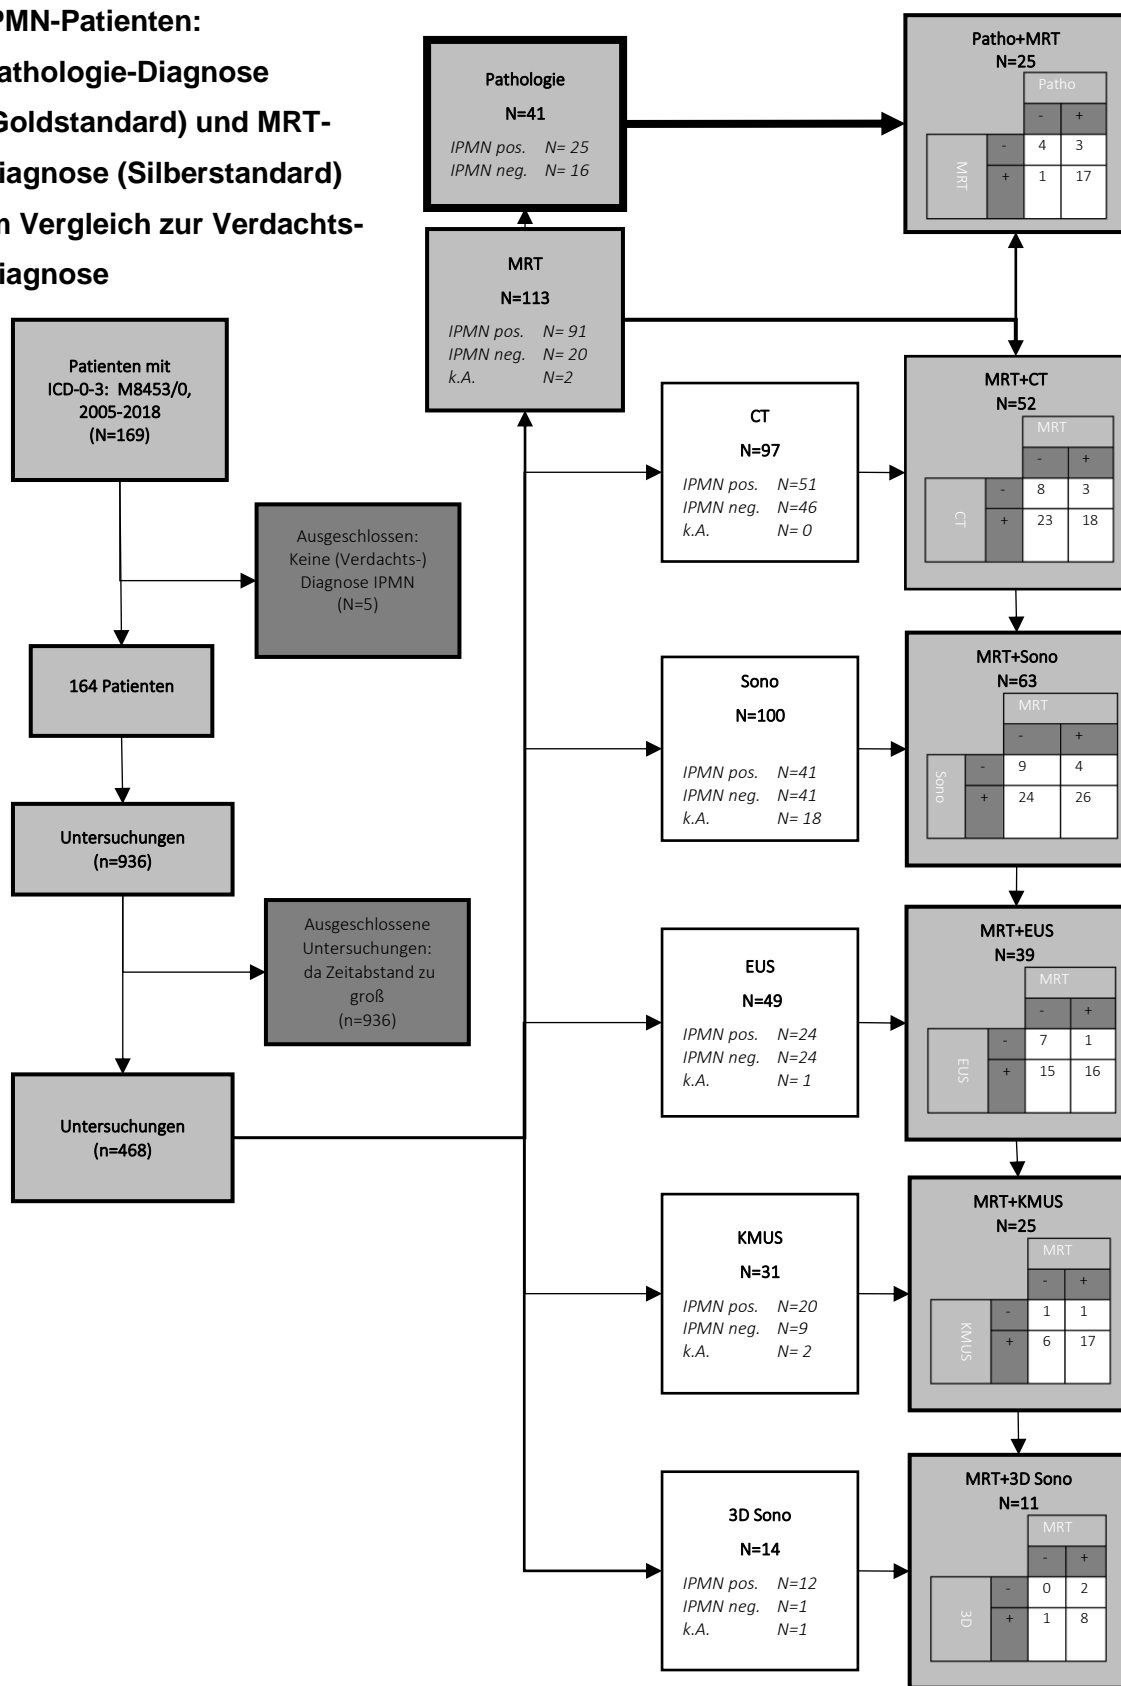 PMN-Patienten:
athologie-Diagnose
Goldstandard) und MRT-
iagnose (Silberstandard)
m Vergleich zur Verdachts-
iagnose
Patienten mit
ICD-0-3: M8453/0,
2005-2018
(N=169)
Ausgeschlossen:
Keine (Verdachts-)
Diagnose IPMN
(N=5)
164 Patienten
Untersuchungen
(n=936)
Ausgeschlossene
Untersuchungen:
da Zeitabstand zu
groß
(n=936)
Untersuchungen
(n=468)
Pathologie
N=41
IPMN pos. N= 25
IPMN neg. N= 16
MRT
N=113
IPMN pos. N= 91
IPMN neg. N= 20
k.A. N=2
CT
N=97
IPMN pos. N=51
IPMN neg. N=46
k.A. N= 0
Sono
N=100
IPMN pos. N=41
IPMN neg. N=41
k.A. N= 18
EUS
N=49
IPMN pos. N=24
IPMN neg. N=24
k.A. N= 1
KMUS
N=31
IPMN pos. N=20
IPMN neg. N=9
k.A. N= 2
3D Sono
N=14
IPMN pos. N=12
IPMN neg. N=1
k.A. N=1
Patho+MRT
N=25
Patho
- +
MRT
- 4 3
+ 1 17
MRT+CT
N=52
MRT
- +
CT
- 8 3
+ 23 18
MRT+Sono
N=63
MRT
- +
Sono
- 9 4
+ 24 26
MRT+EUS
N=39
MRT
- +
EUS
- 7 1
+ 15 16
MRT+KMUS
N=25
MRT
- +
KMUS
- 1 1
+ 6 17
MRT+3D Sono
N=11
MRT
- +
3D
- 0 2
+ 1 8